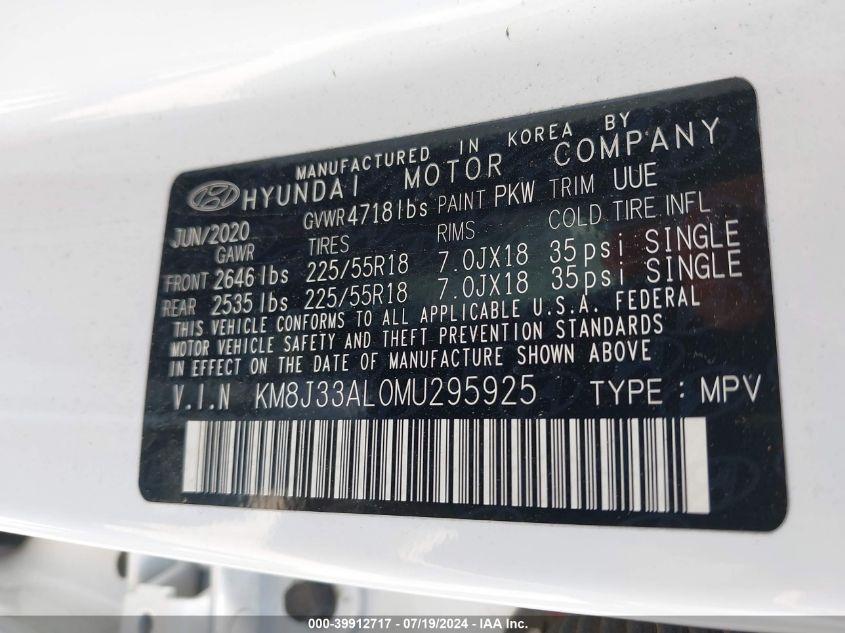 MANUFACTURED IN KOREA BY
HYUNDAI MOTOR COMPANY
JUN/2020 GVWR 4718 lbs PAINT PKW TRIM UUE
GAWR TIRES RIMS COLD TIRE INFL
FRONT 2646 lbs 225/55R18 7.0JX18 35 psi SINGLE
REAR 2535 lbs 225/55R18 7.0JX18 35 psi SINGLE
THIS VEHICLE CONFORMS TO ALL APPLICABLE U.S.A. FEDERAL
MOTOR VEHICLE SAFETY AND THEFT PREVENTION STANDARDS
IN EFFECT ON THE DATE OF MANUFACTURE SHOWN ABOVE
V.I.N KM8J33AL0MU295925 TYPE : MPV
000-39912717 - 07/19/2024 - IAA Inc.